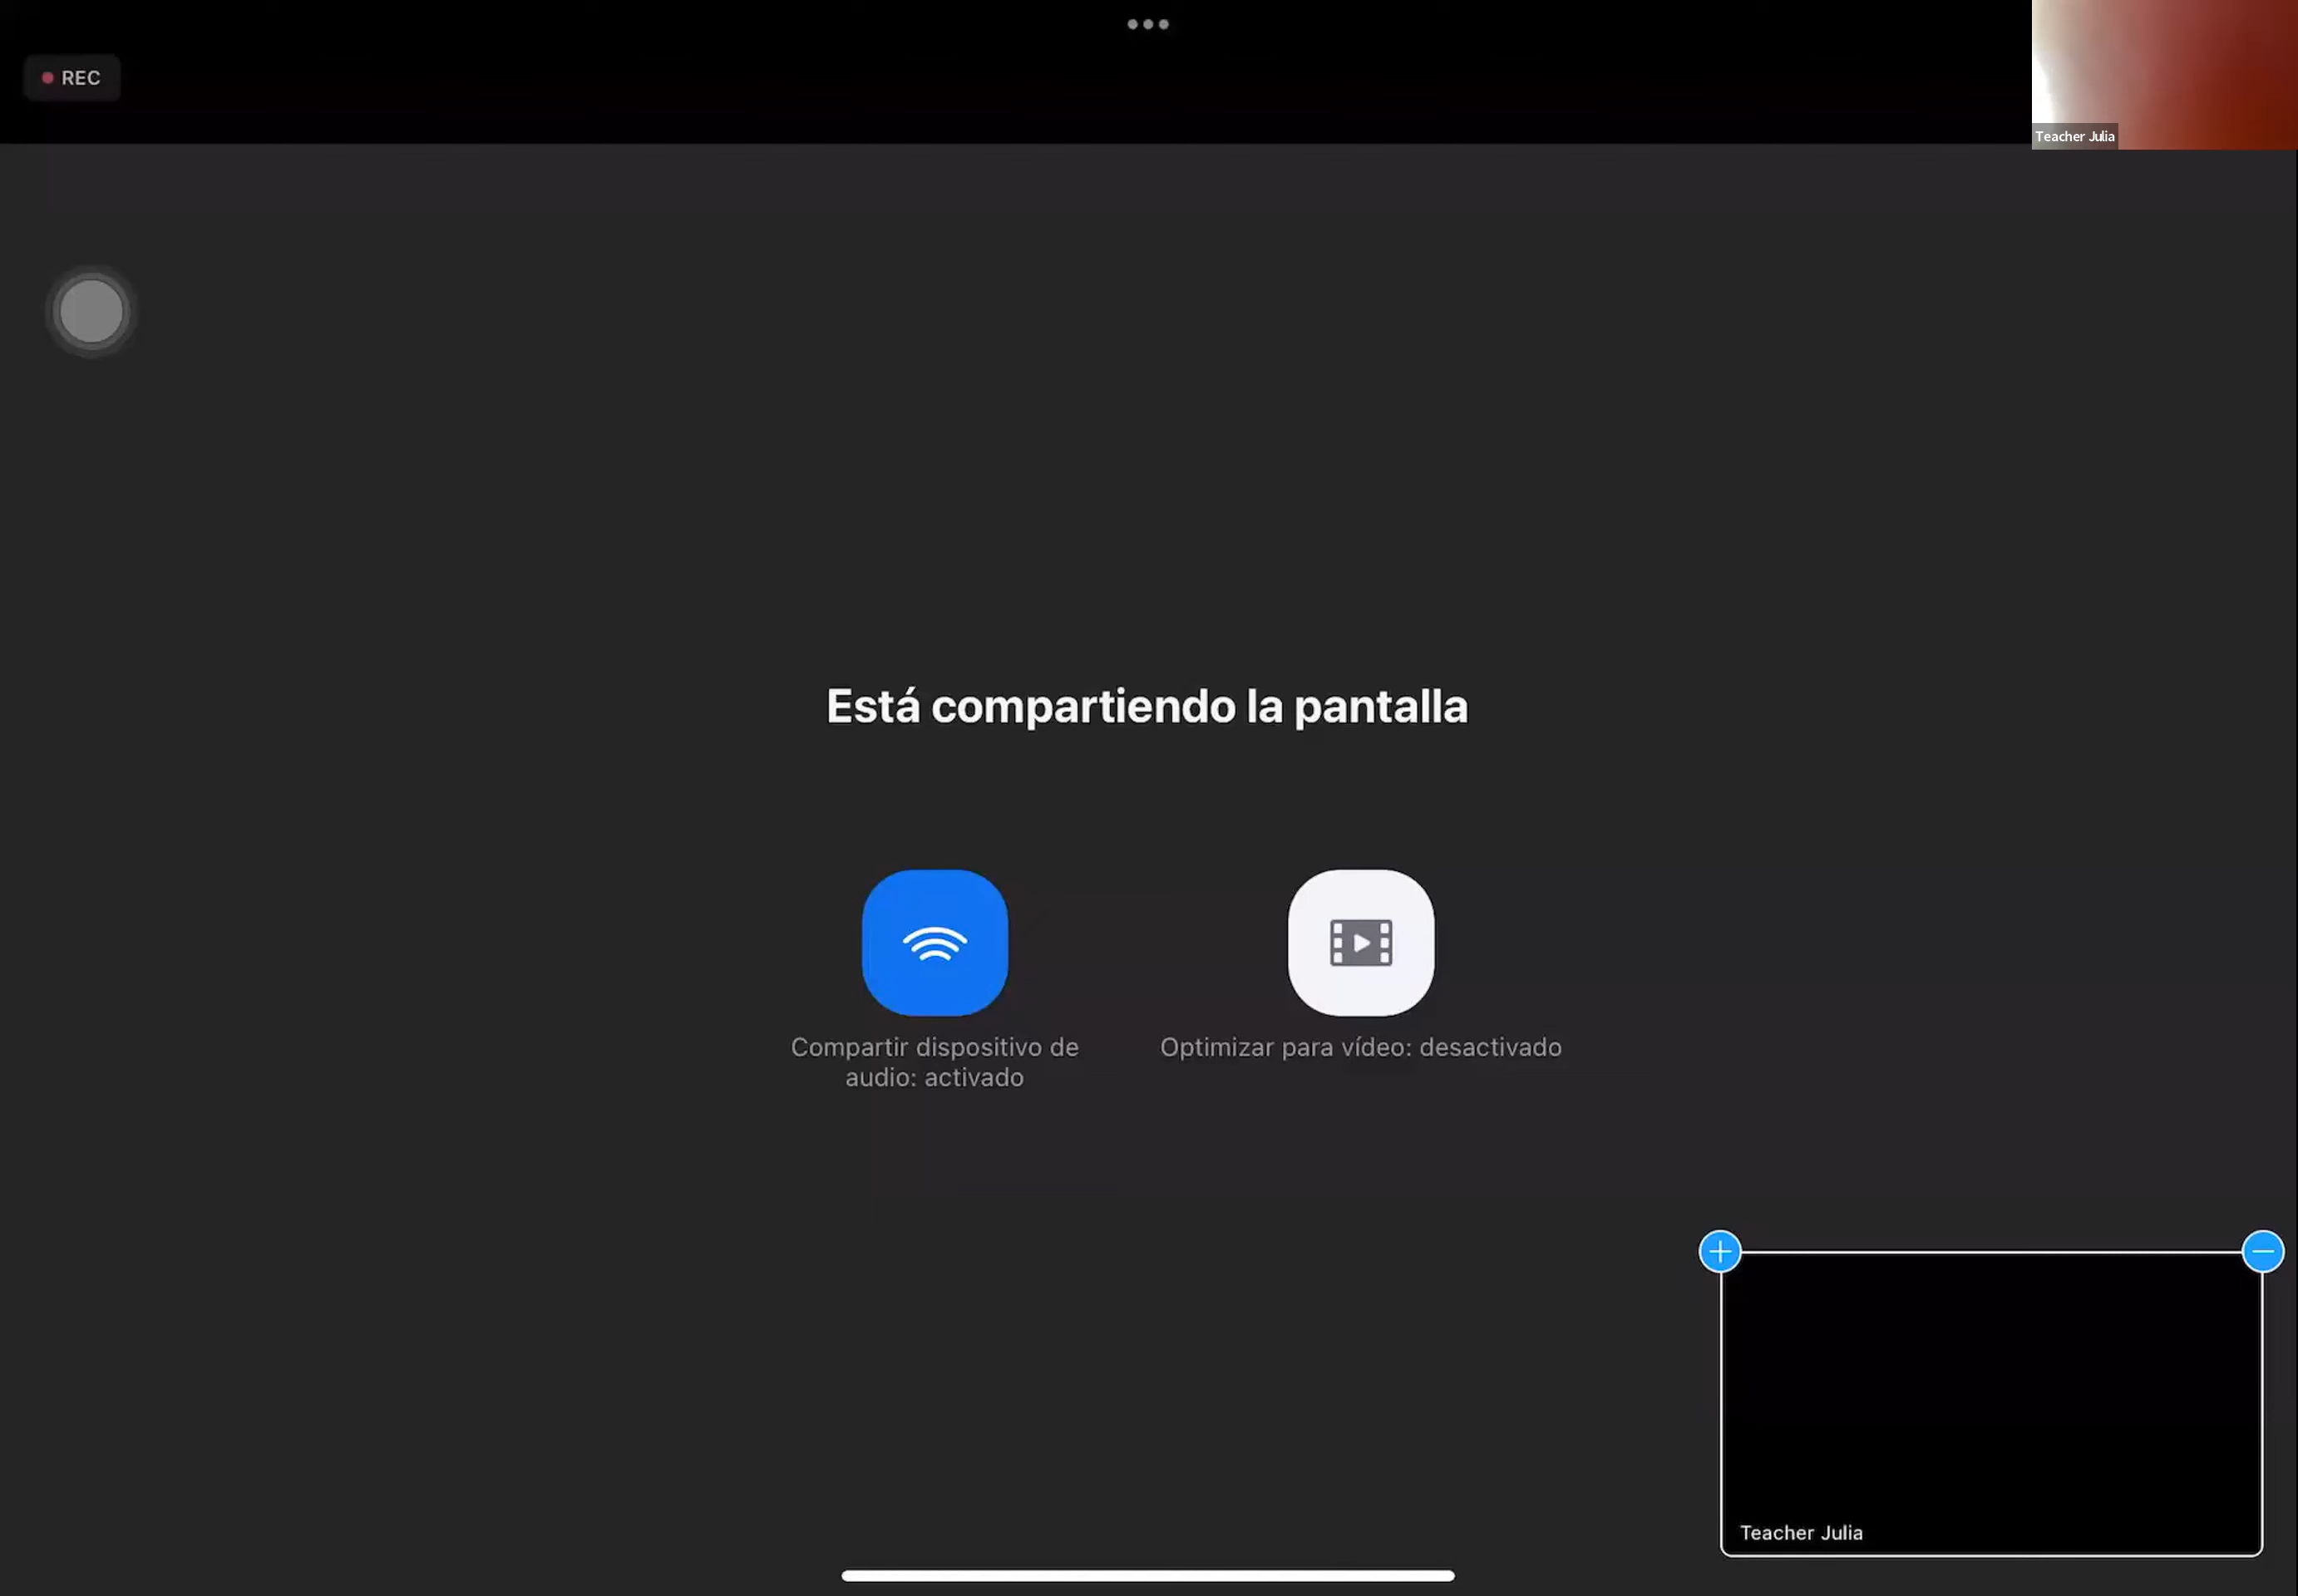 REC
Teacher Julia
Está compartiendo la pantalla
Compartir dispositivo de
audio: activado
Optimizar para vídeo: desactivado
Teacher Julia